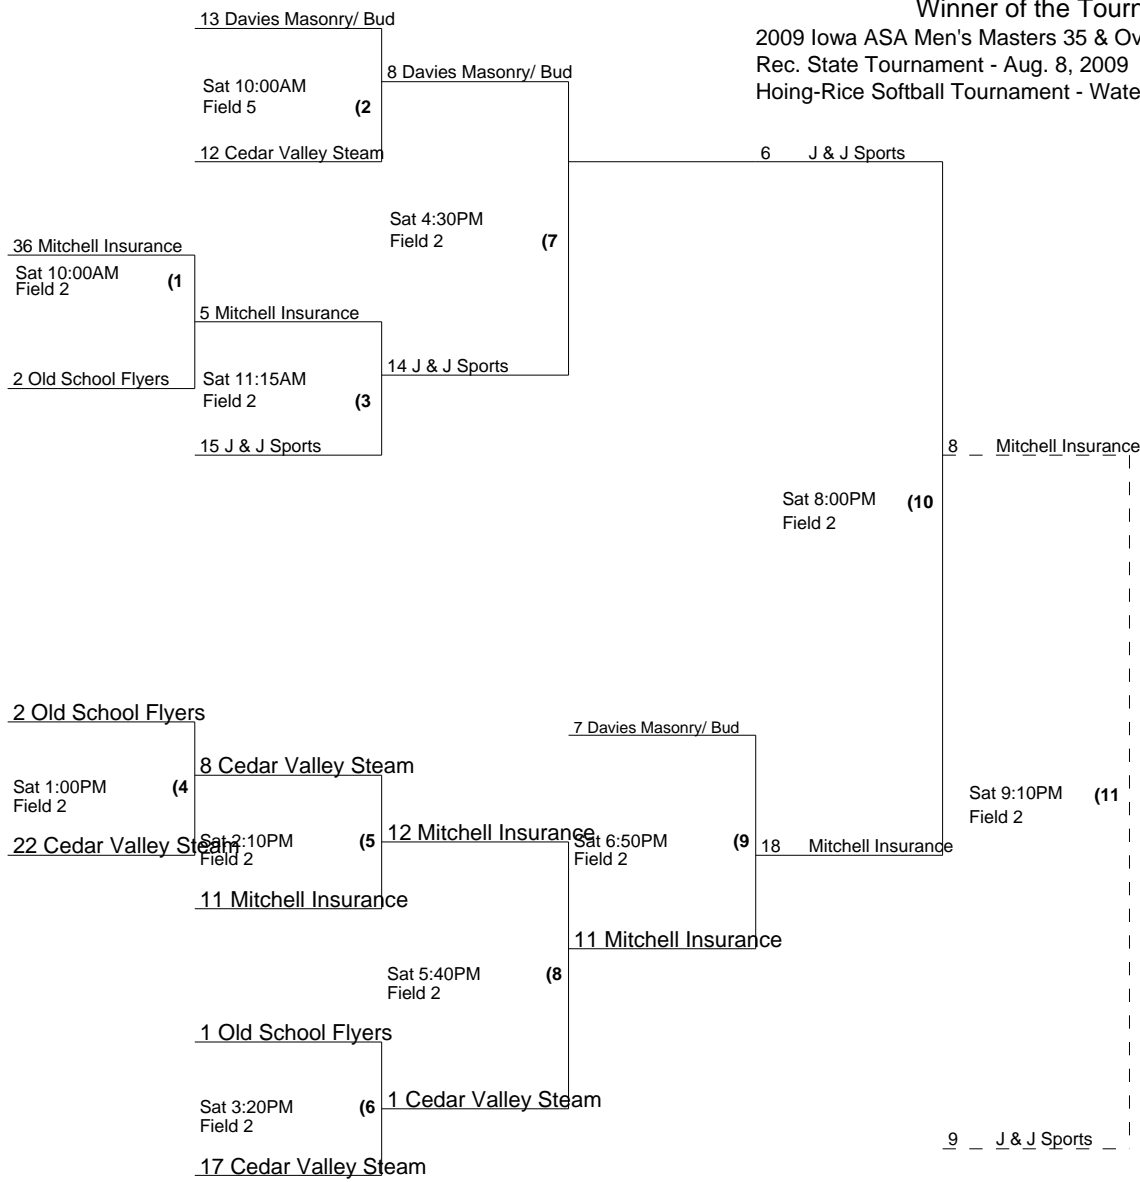 13 Davies Masonry/ Bud
Winner of the Tourn
2009 Iowa ASA Men's Masters 35 & Ov
Rec. State Tournament - Aug. 8, 2009
Hoing-Rice Softball Tournament - Wate
Sat 10:00AM
Field 5 (2
8 Davies Masonry/ Bud
12 Cedar Valley Steam
6 J & J Sports
Sat 4:30PM
Field 2 (7
36 Mitchell Insurance
Sat 10:00AM
Field 2 (1
5 Mitchell Insurance
2 Old School Flyers
Sat 11:15AM
Field 2 (3
14 J & J Sports
15 J & J Sports
8 Mitchell Insurance
Sat 8:00PM
Field 2 (10
2 Old School Flyers
7 Davies Masonry/ Bud
8 Cedar Valley Steam
Sat 1:00PM
Field 2 (4
Sat 9:10PM
Field 2 (11
22 Cedar Valley Steam
Sat 2:10PM
Field 2 (5
12 Mitchell Insurance
Sat 6:50PM
Field 2 (9
18 Mitchell Insurance
11 Mitchell Insurance
11 Mitchell Insurance
Sat 5:40PM
Field 2 (8
1 Old School Flyers
1 Cedar Valley Steam
Sat 3:20PM
Field 2 (6
9 J & J Sports
17 Cedar Valley Steam